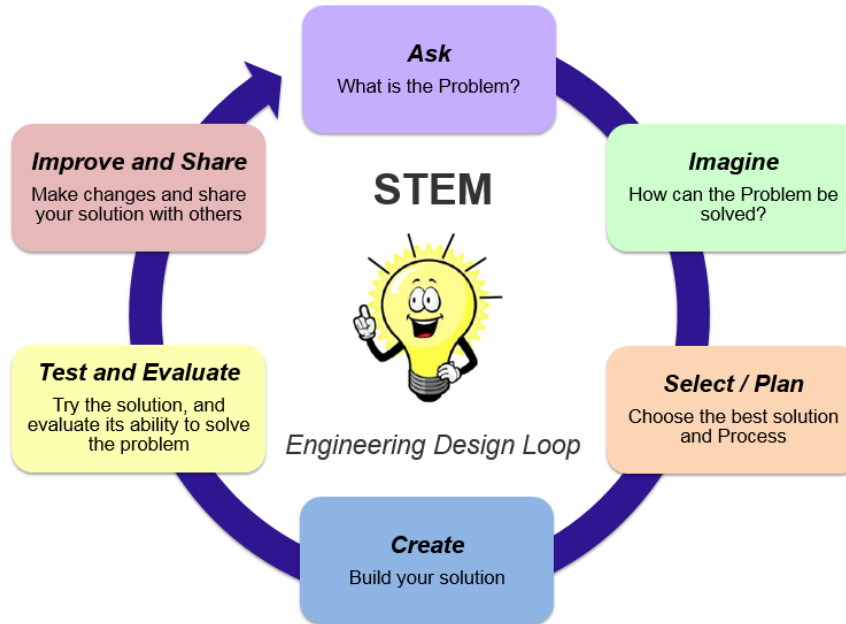 Ask
What is the Problem?
Imagine
How can the Problem be
solved?
Select / Plan
Choose the best solution
and Process
Create
Build your solution
Test and Evaluate
Try the solution, and
evaluate its ability to solve
the problem
Improve and Share
Make changes and share
your solution with others
STEM
Engineering Design Loop